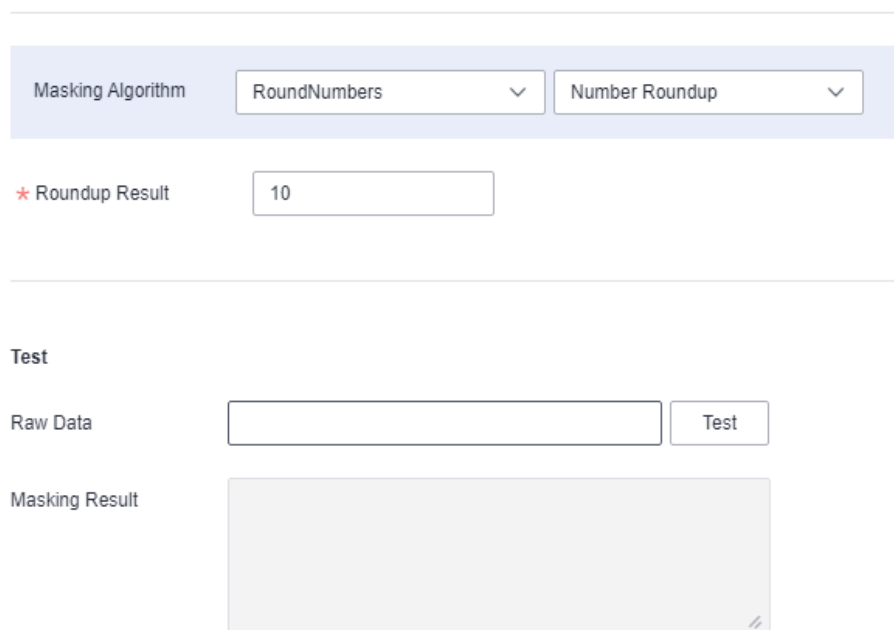 Masking Algorithm RoundNumbers Number Roundup
* Roundup Result 10
Test
Raw Data Test
Masking Result